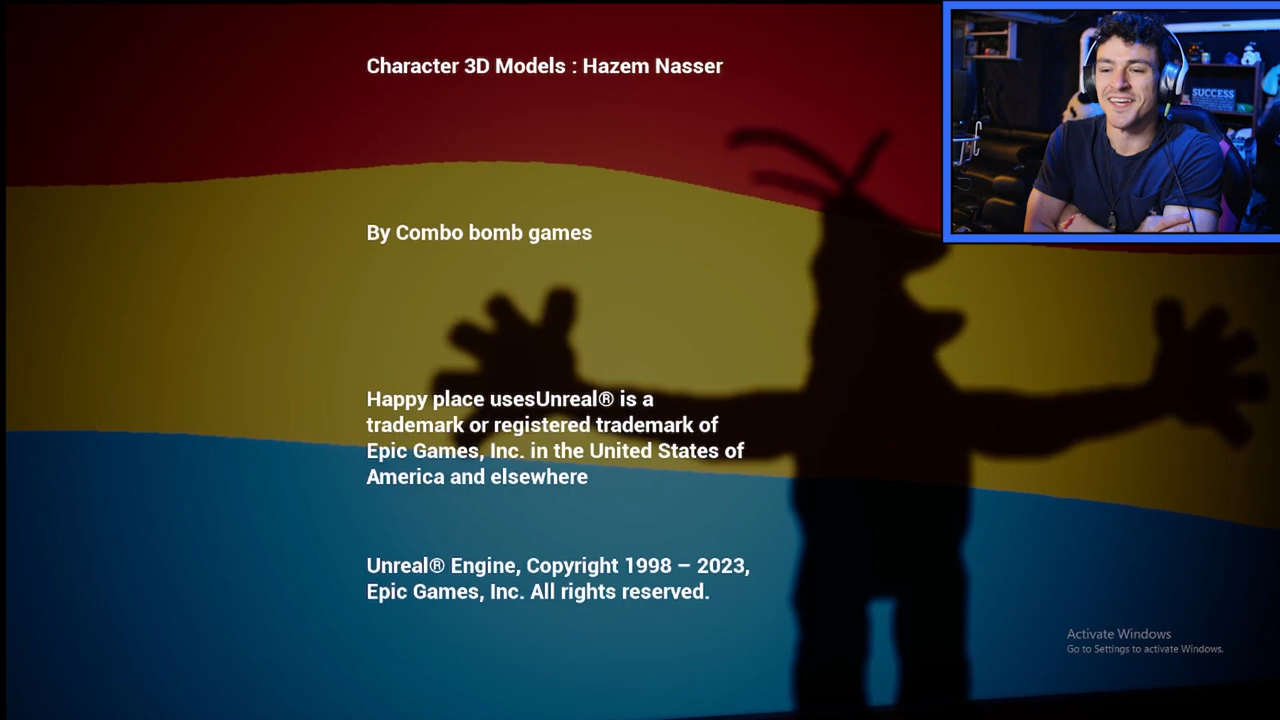 Character 3D Models : Hazem Nasser
SUCCESS
By Combo bomb games
Happy place usesUnreal® is a
trademark or registered trademark of
Epic Games, Inc. in the United States of
America and elsewhere
Unreal® Engine, Copyright 1998 – 2023,
Epic Games, Inc. All rights reserved.
Activate Windows
Go to Settings to activate Windows.